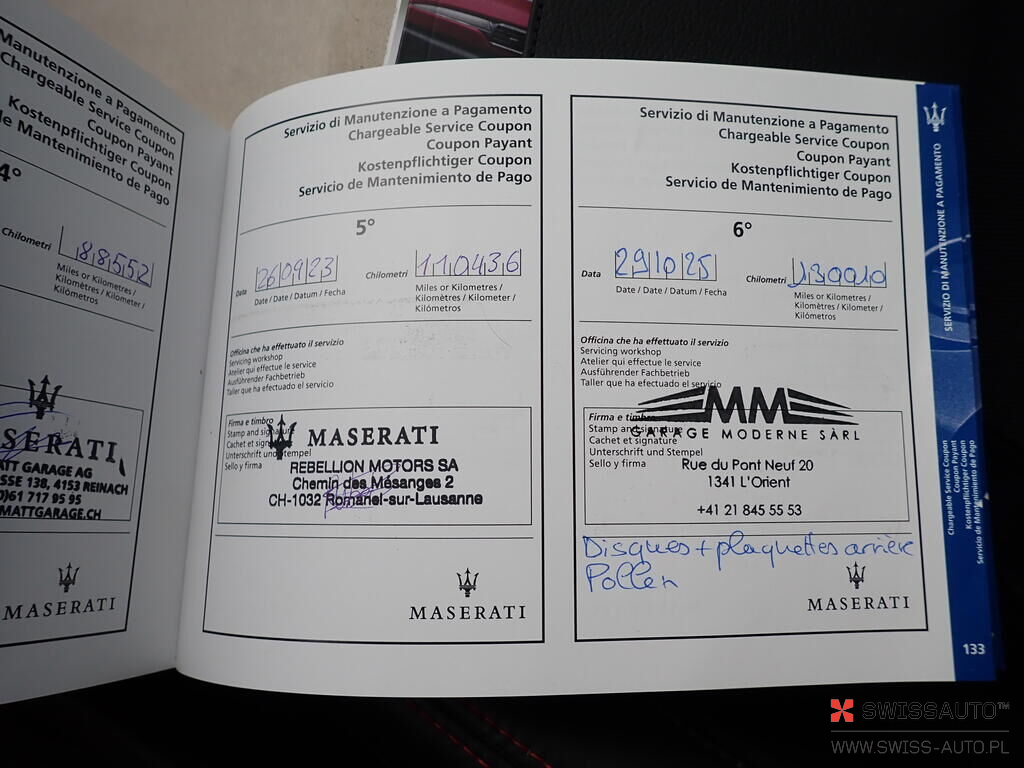 Manutenzione a Pagamento
Chargeable Service Coupon
Coupon Payant
Kostenpflichtiger Coupon
de Mantenimiento de Pago
4°
Chilometri 88552
Miles or Kilometres /
Kilomètres / Kilometer /
Kilómetros
MASERATI
GARAGE AG
138, 4153 REINACH
61 717 95 95
MATTGARAGE.CH
MASERATI
Servizio di Manutenzione a Pagamento
Chargeable Service Coupon
Coupon Payant
Kostenpflichtiger Coupon
Servicio de Mantenimiento de Pago
5°
Data 26 09 23 Chilometri 110436
Date / Date / Datum / Fecha
Miles or Kilometres /
Kilomètres / Kilometer /
Kilómetros
Officina che ha effettuato il servizio
Servicing workshop
Atelier qui effectue le service
Ausführender Fachbetrieb
Taller que ha efectuado el servicio
Firma e timbro
Stamp and signature
Cachet et signature
Unterschrift und Stempel
Sello y firma
MASERATI
REBELLION MOTORS SA
Chemin des Mésanges 2
CH-1032 Romanel-sur-Lausanne
MASERATI
Servizio di Manutenzione a Pagamento
Chargeable Service Coupon
Coupon Payant
Kostenpflichtiger Coupon
Servicio de Mantenimiento de Pago
6°
Data 29 10 25 Chilometri 130010
Date / Date / Datum / Fecha
Miles or Kilometres /
Kilomètres / Kilometer /
Kilómetros
Officina che ha effettuato il servizio
Servicing workshop
Atelier qui effectue le service
Ausführender Fachbetrieb
Taller que ha efectuado el servicio
Firma e timbro
Stamp and signature
Cachet et signature
Unterschrift und Stempel
Sello y firma
MM
GARAGE MODERNE SÀRL
Rue du Pont Neuf 20
1341 L'Orient
+41 21 845 55 53
Disques + plaquettes arrière
Pollen
MASERATI
SERVIZIO DI MANUTENZIONE A PAGAMENTO
Chargeable Service Coupon
Coupon Payant
Kostenpflichtiger Coupon
Servicio de Mantenimiento de Pago
133
SWISSAUTO™
WWW.SWISS-AUTO.PL